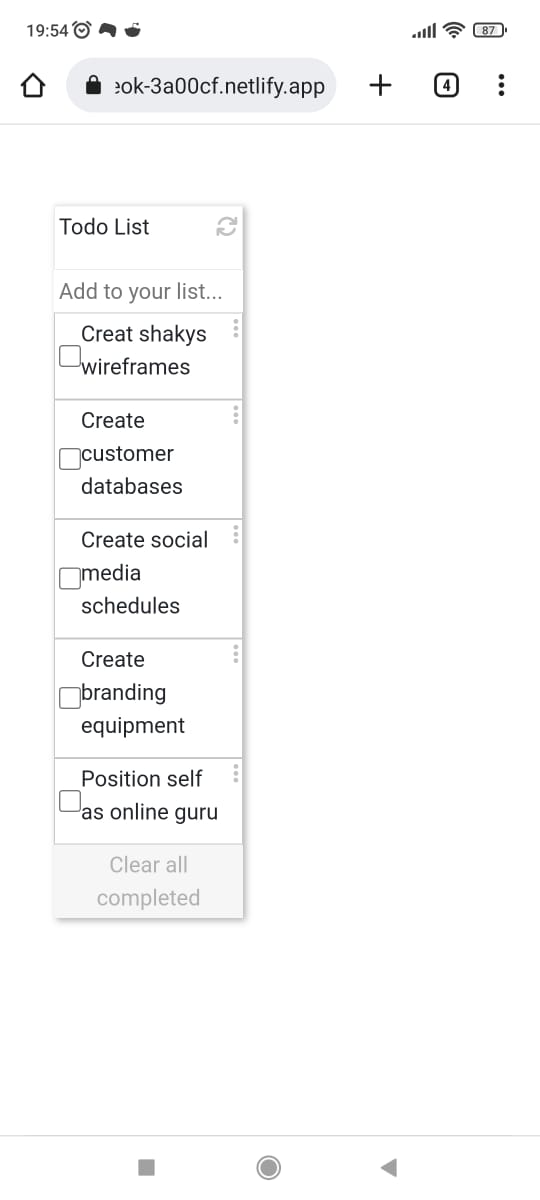 19:54
87
eok-3a00cf.netlify.app
4
Todo List
Add to your list...
Creat shakys
wireframes
Create
customer
databases
Create social
media
schedules
Create
branding
equipment
Position self
as online guru
Clear all
completed